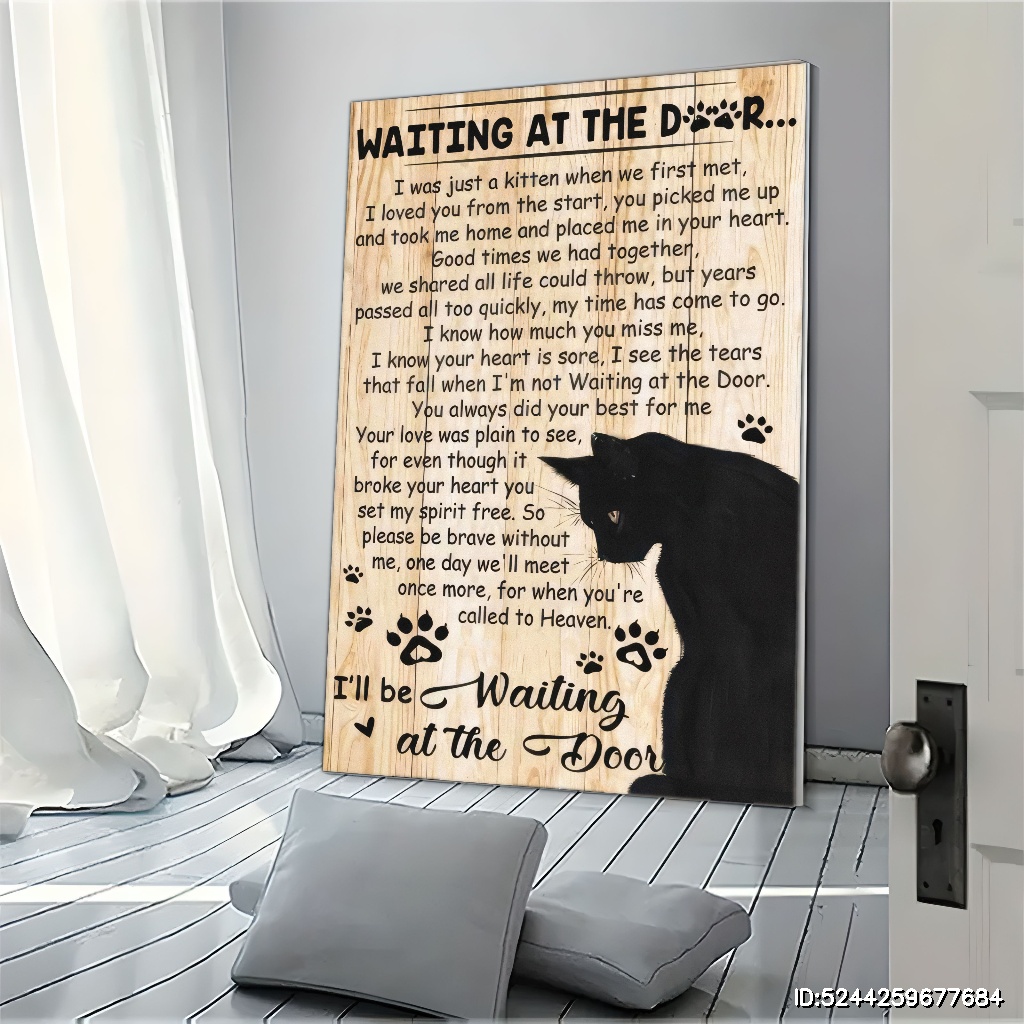 WAITING AT THE DOOR...
I was just a kitten when we first met,
I loved you from the start, you picked me up
and took me home and placed me in your heart.
Good times we had together,
we shared all life could throw, but years
passed all too quickly, my time has come to go.
I know how much you miss me,
I know your heart is sore, I see the tears
that fall when I'm not Waiting at the Door.
You always did your best for me
Your love was plain to see,
for even though it
broke your heart you
set my spirit free. So
please be brave without
me, one day we'll meet
once more, for when you're
called to Heaven.
I'll be Waiting
at the Door
ID:5244259677684